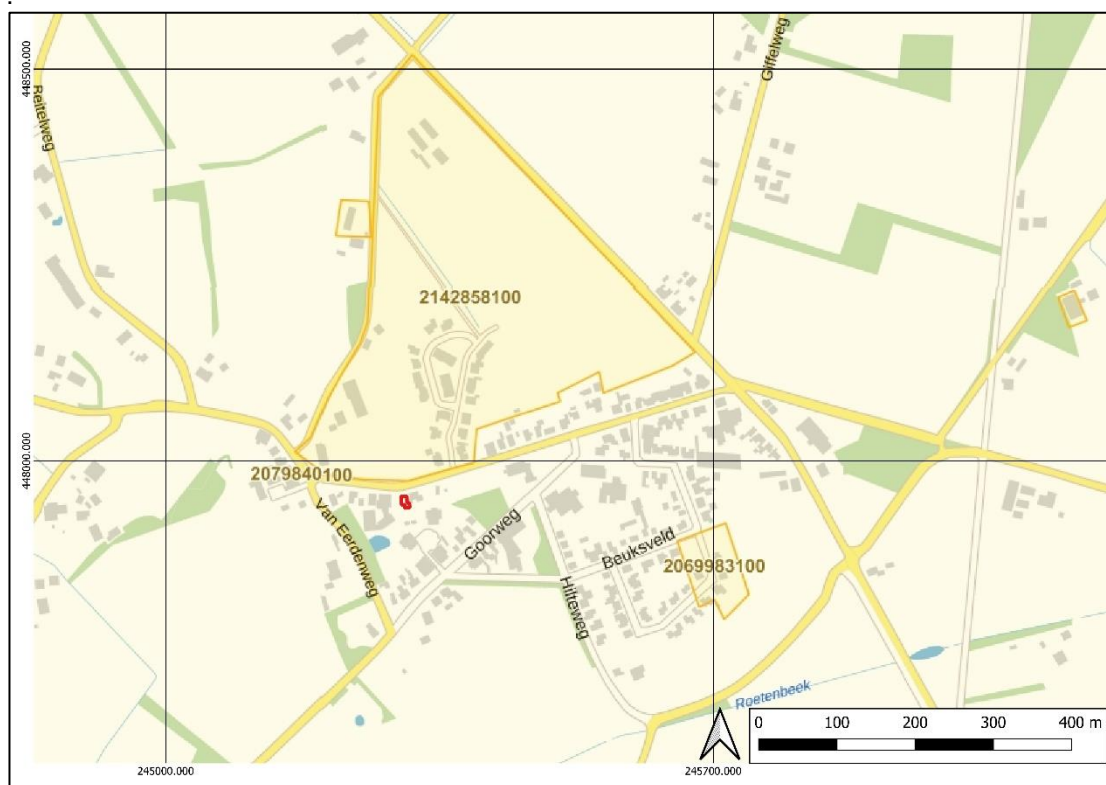 448500.000
Reitelweg
Giffelweg
2142858100
448000.000
2079840100
Van Eerdenweg
Goorweg
Beuksveld
2069983100
Hilteweg
Roetenbeek
0 100 200 300 400 m
245000.000 245700.000